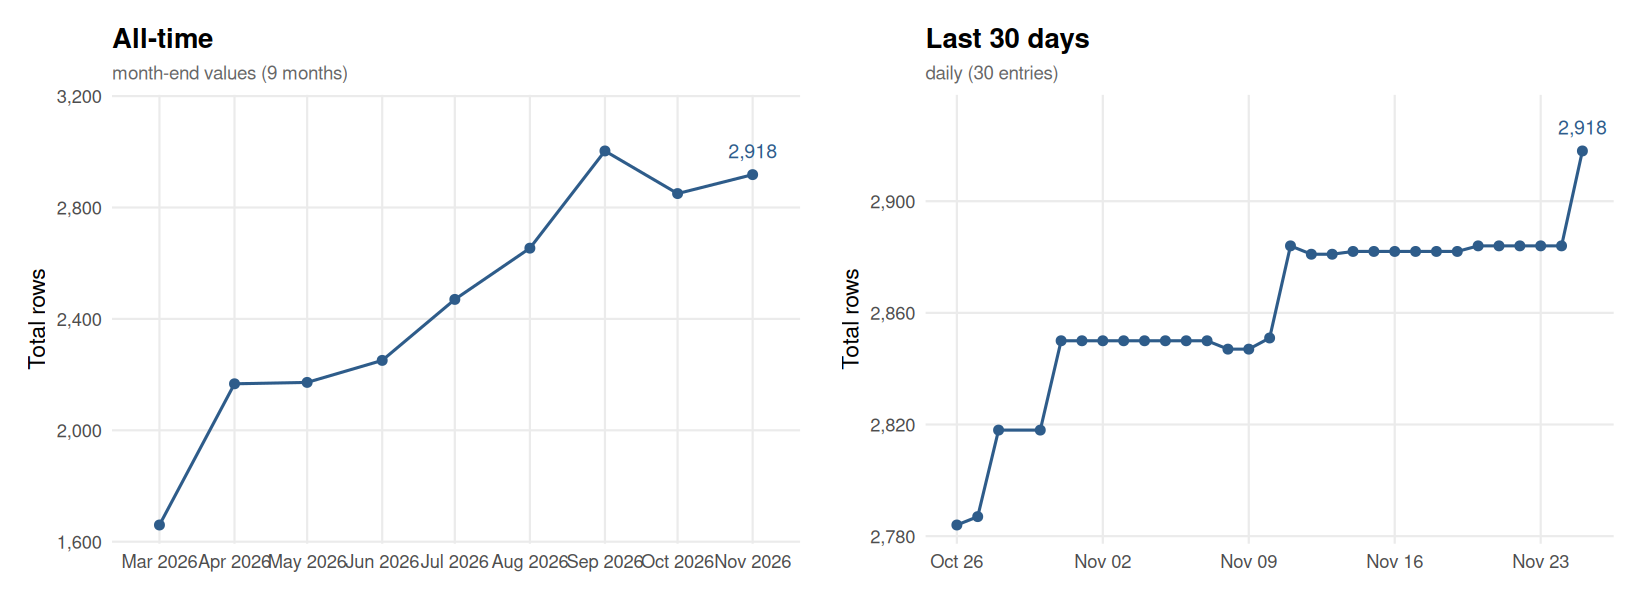 All-time
month-end values (9 months)
Total rows
3,200
2,800
2,400
2,000
1,600
2,918
Mar 2026 Apr 2026 May 2026 Jun 2026 Jul 2026 Aug 2026 Sep 2026 Oct 2026 Nov 2026
Last 30 days
daily (30 entries)
Total rows
2,900
2,860
2,820
2,780
2,918
Oct 26 Nov 02 Nov 09 Nov 16 Nov 23